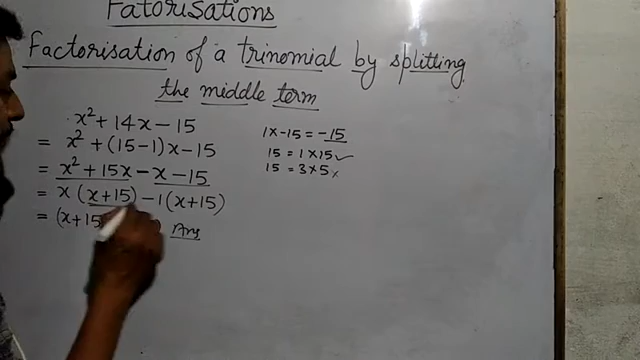 Fatorisations
Factorisation of a trinomial by splitting
the middle term
x² + 14x - 15
= x² + (15-1)x - 15
= x² + 15x - x - 15
= x (x+15) -1(x+15)
= (x+15
Ans
1 x -15 = -15
15 = 1 x 15 ✓
15 = 3 x 5 x